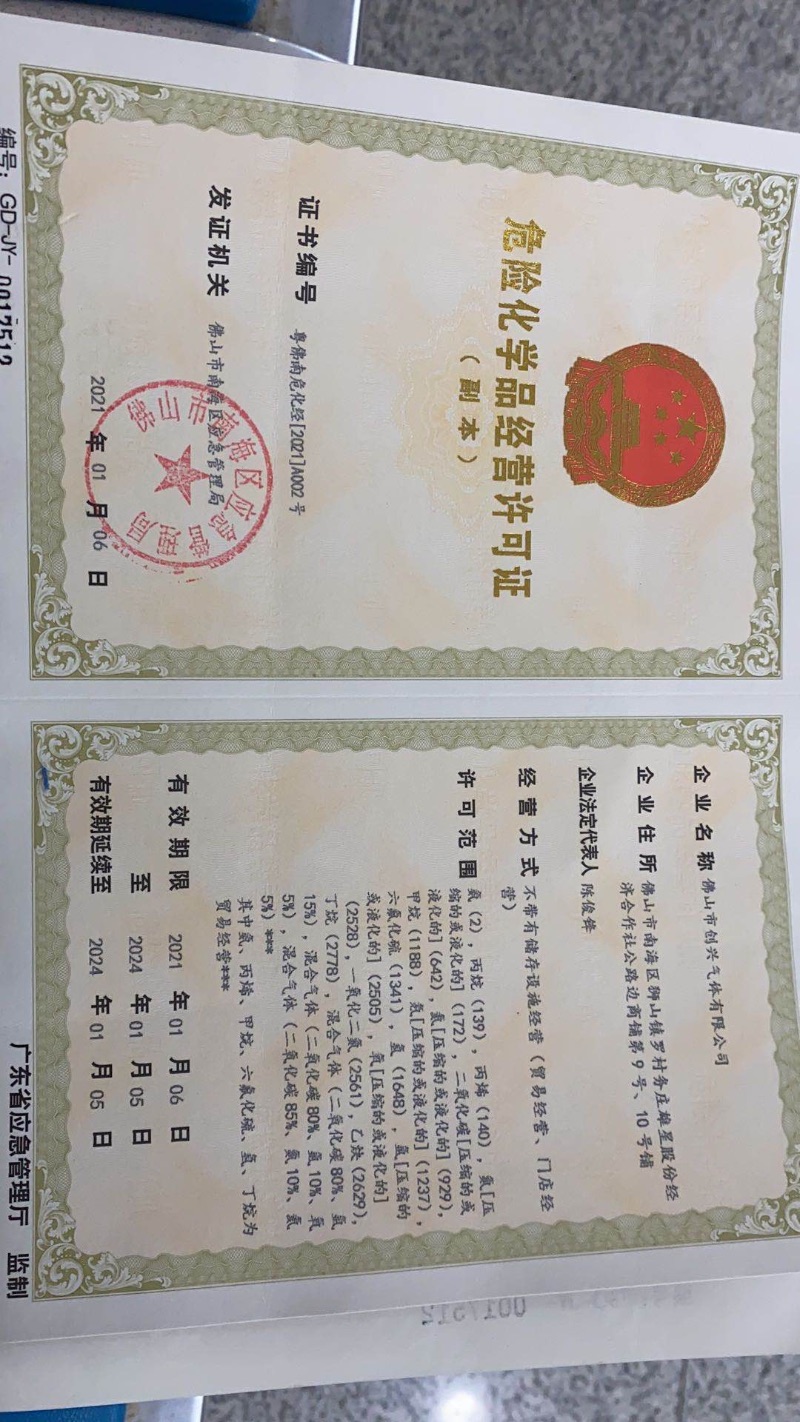 危险化学品经营许可证
（副本）
证书编号 粤佛南危化经[2021]A002号
发证机关 佛山市南海区应急管理局
2021 年 01 月 06 日
编号：GD-JY- 0017512
企业名称 佛山市创兴气体有限公司
企业住所 佛山市南海区狮山镇罗村务庄雄星股份经
济合作社公路边商铺第9号、10号铺
企业法定代表人 陈俊锋
经营方式 不带有储存设施经营（贸易经营、门店经
营）
许可范围 氨（2），丙烷（139），丙烯（140），氮[压
缩的或液化的]（172），二氧化碳[压缩的或
液化的]（642），氦[压缩的或液化的]（929），
甲烷（1188），氪[压缩的或液化的]（1237），
六氟化硫（1341），氢（1648），氩[压缩的
或液化的]（2505），氧[压缩的或液化的]
（2528），一氧化二氮（2561），乙炔（2629），
丁烷（2778），混合气体（二氧化碳80%、氩
15%），混合气体（二氧化碳80%、氩10%、氧
5%），混合气体（二氧化碳85%、氩10%、氦
5%）***
其中氨、丙烯、甲烷、六氟化硫、氢、丁烷为
贸易经营***
有效期限 2021 年 01 月 06 日
至 2024 年 01 月 05 日
有效期延续至 2024 年 01 月 05 日
广东省应急管理厅 监制